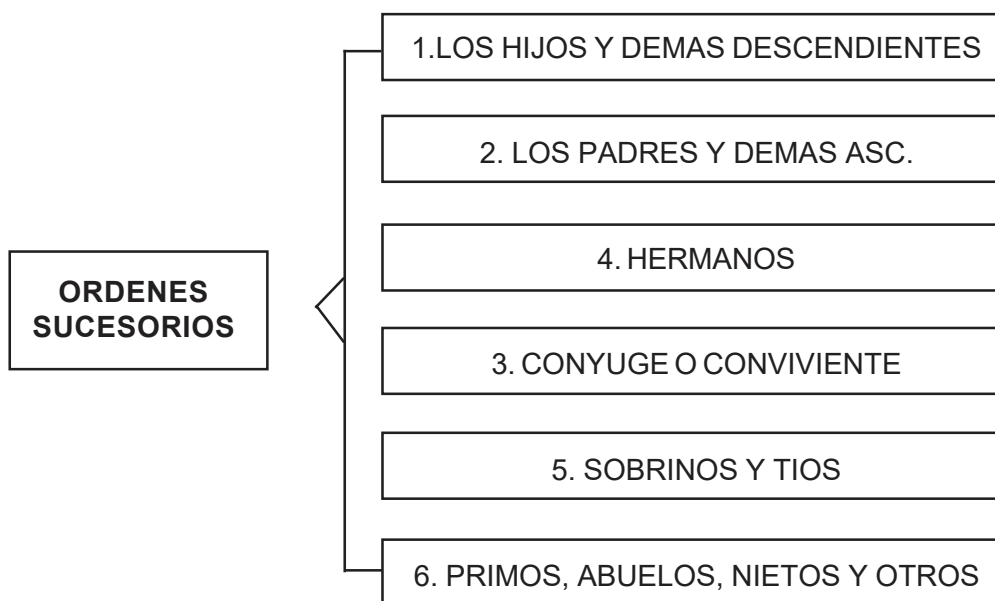 ORDENES
SUCESORIOS
1.LOS HIJOS Y DEMAS DESCENDIENTES
2. LOS PADRES Y DEMAS ASC.
4. HERMANOS
3. CONYUGE O CONVIVIENTE
5. SOBRINOS Y TIOS
6. PRIMOS, ABUELOS, NIETOS Y OTROS